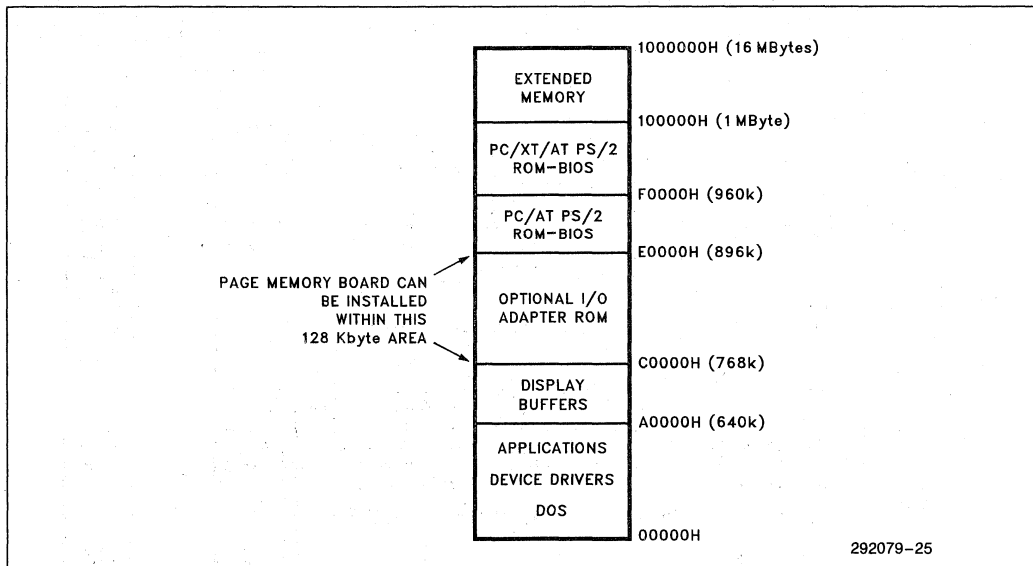 1000000H (16 MBytes)
EXTENDED
MEMORY
100000H (1 MByte)
PC/XT/AT PS/2
ROM-BIOS
F0000H (960k)
PC/AT PS/2
ROM-BIOS
E0000H (896k)
PAGE MEMORY BOARD CAN
BE INSTALLED
WITHIN THIS
128 Kbyte AREA
OPTIONAL I/O
ADAPTER ROM
C0000H (768k)
DISPLAY
BUFFERS
A0000H (640k)
APPLICATIONS
DEVICE DRIVERS
DOS
00000H
292079-25